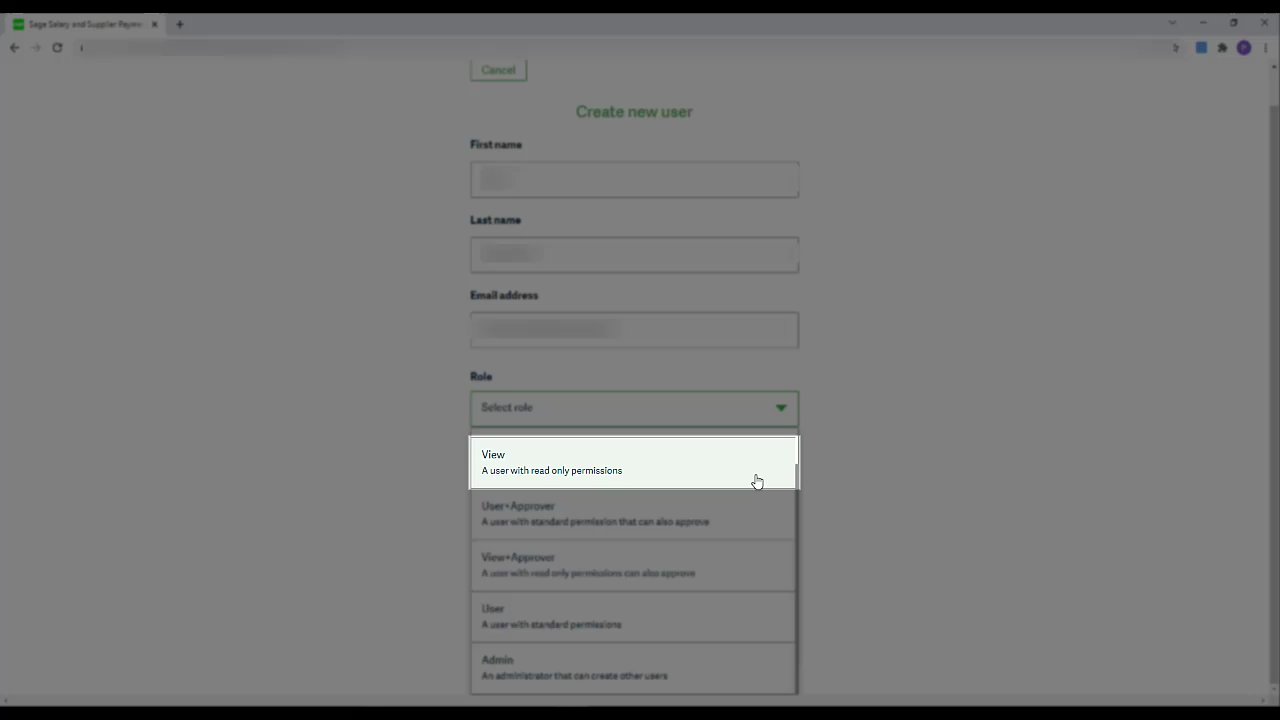 Sage Salary and Supplier Payme
Cancel
Create new user
First name
Last name
Email address
Role
Select role
View
A user with read only permissions
User+Approver
A user with standard permission that can also approve
View+Approver
A user with read only permissions can also approve
User
A user with standard permissions
Admin
An administrator that can create other users